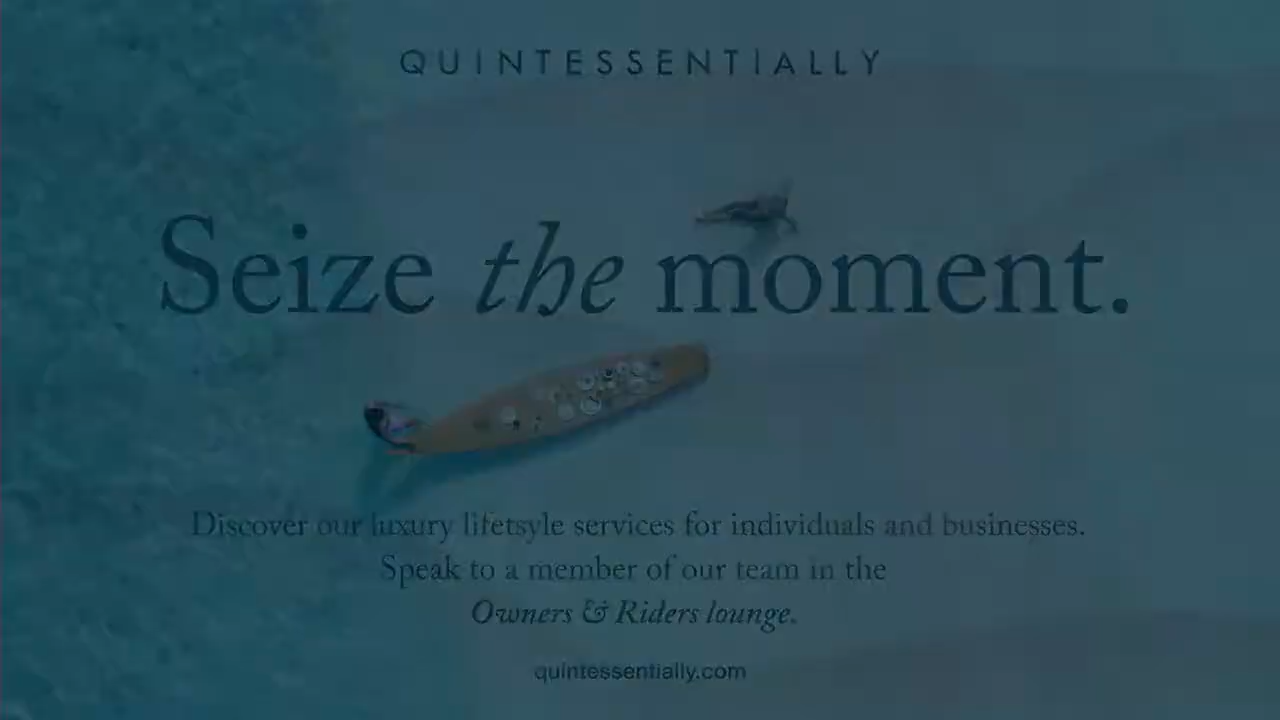 QUINTESSENTIALLY
Seize the moment.
Discover our luxury lifetsyle services for individuals and businesses.
Speak to a member of our team in the
Owners & Riders lounge.
quintessentially.com